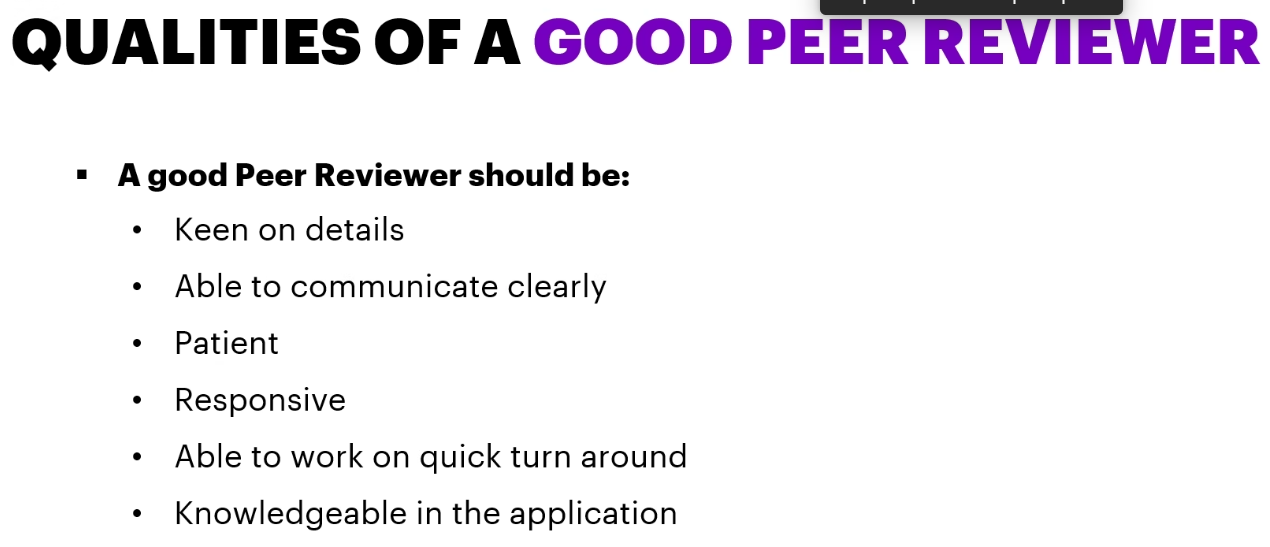 QUALITIES OF A GOOD PEER REVIEWER
▪ A good Peer Reviewer should be:
• Keen on details
• Able to communicate clearly
• Patient
• Responsive
• Able to work on quick turn around
• Knowledgeable in the application